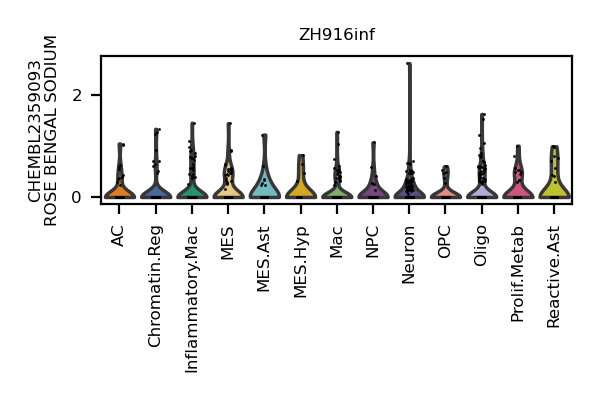 ZH916inf
CHEMBL2359093
ROSE BENGAL SODIUM
2
0
AC
Chromatin.Reg
Inflammatory.Mac
MES
MES.Ast
MES.Hyp
Mac
NPC
Neuron
OPC
Oligo
Prolif.Metab
Reactive.Ast